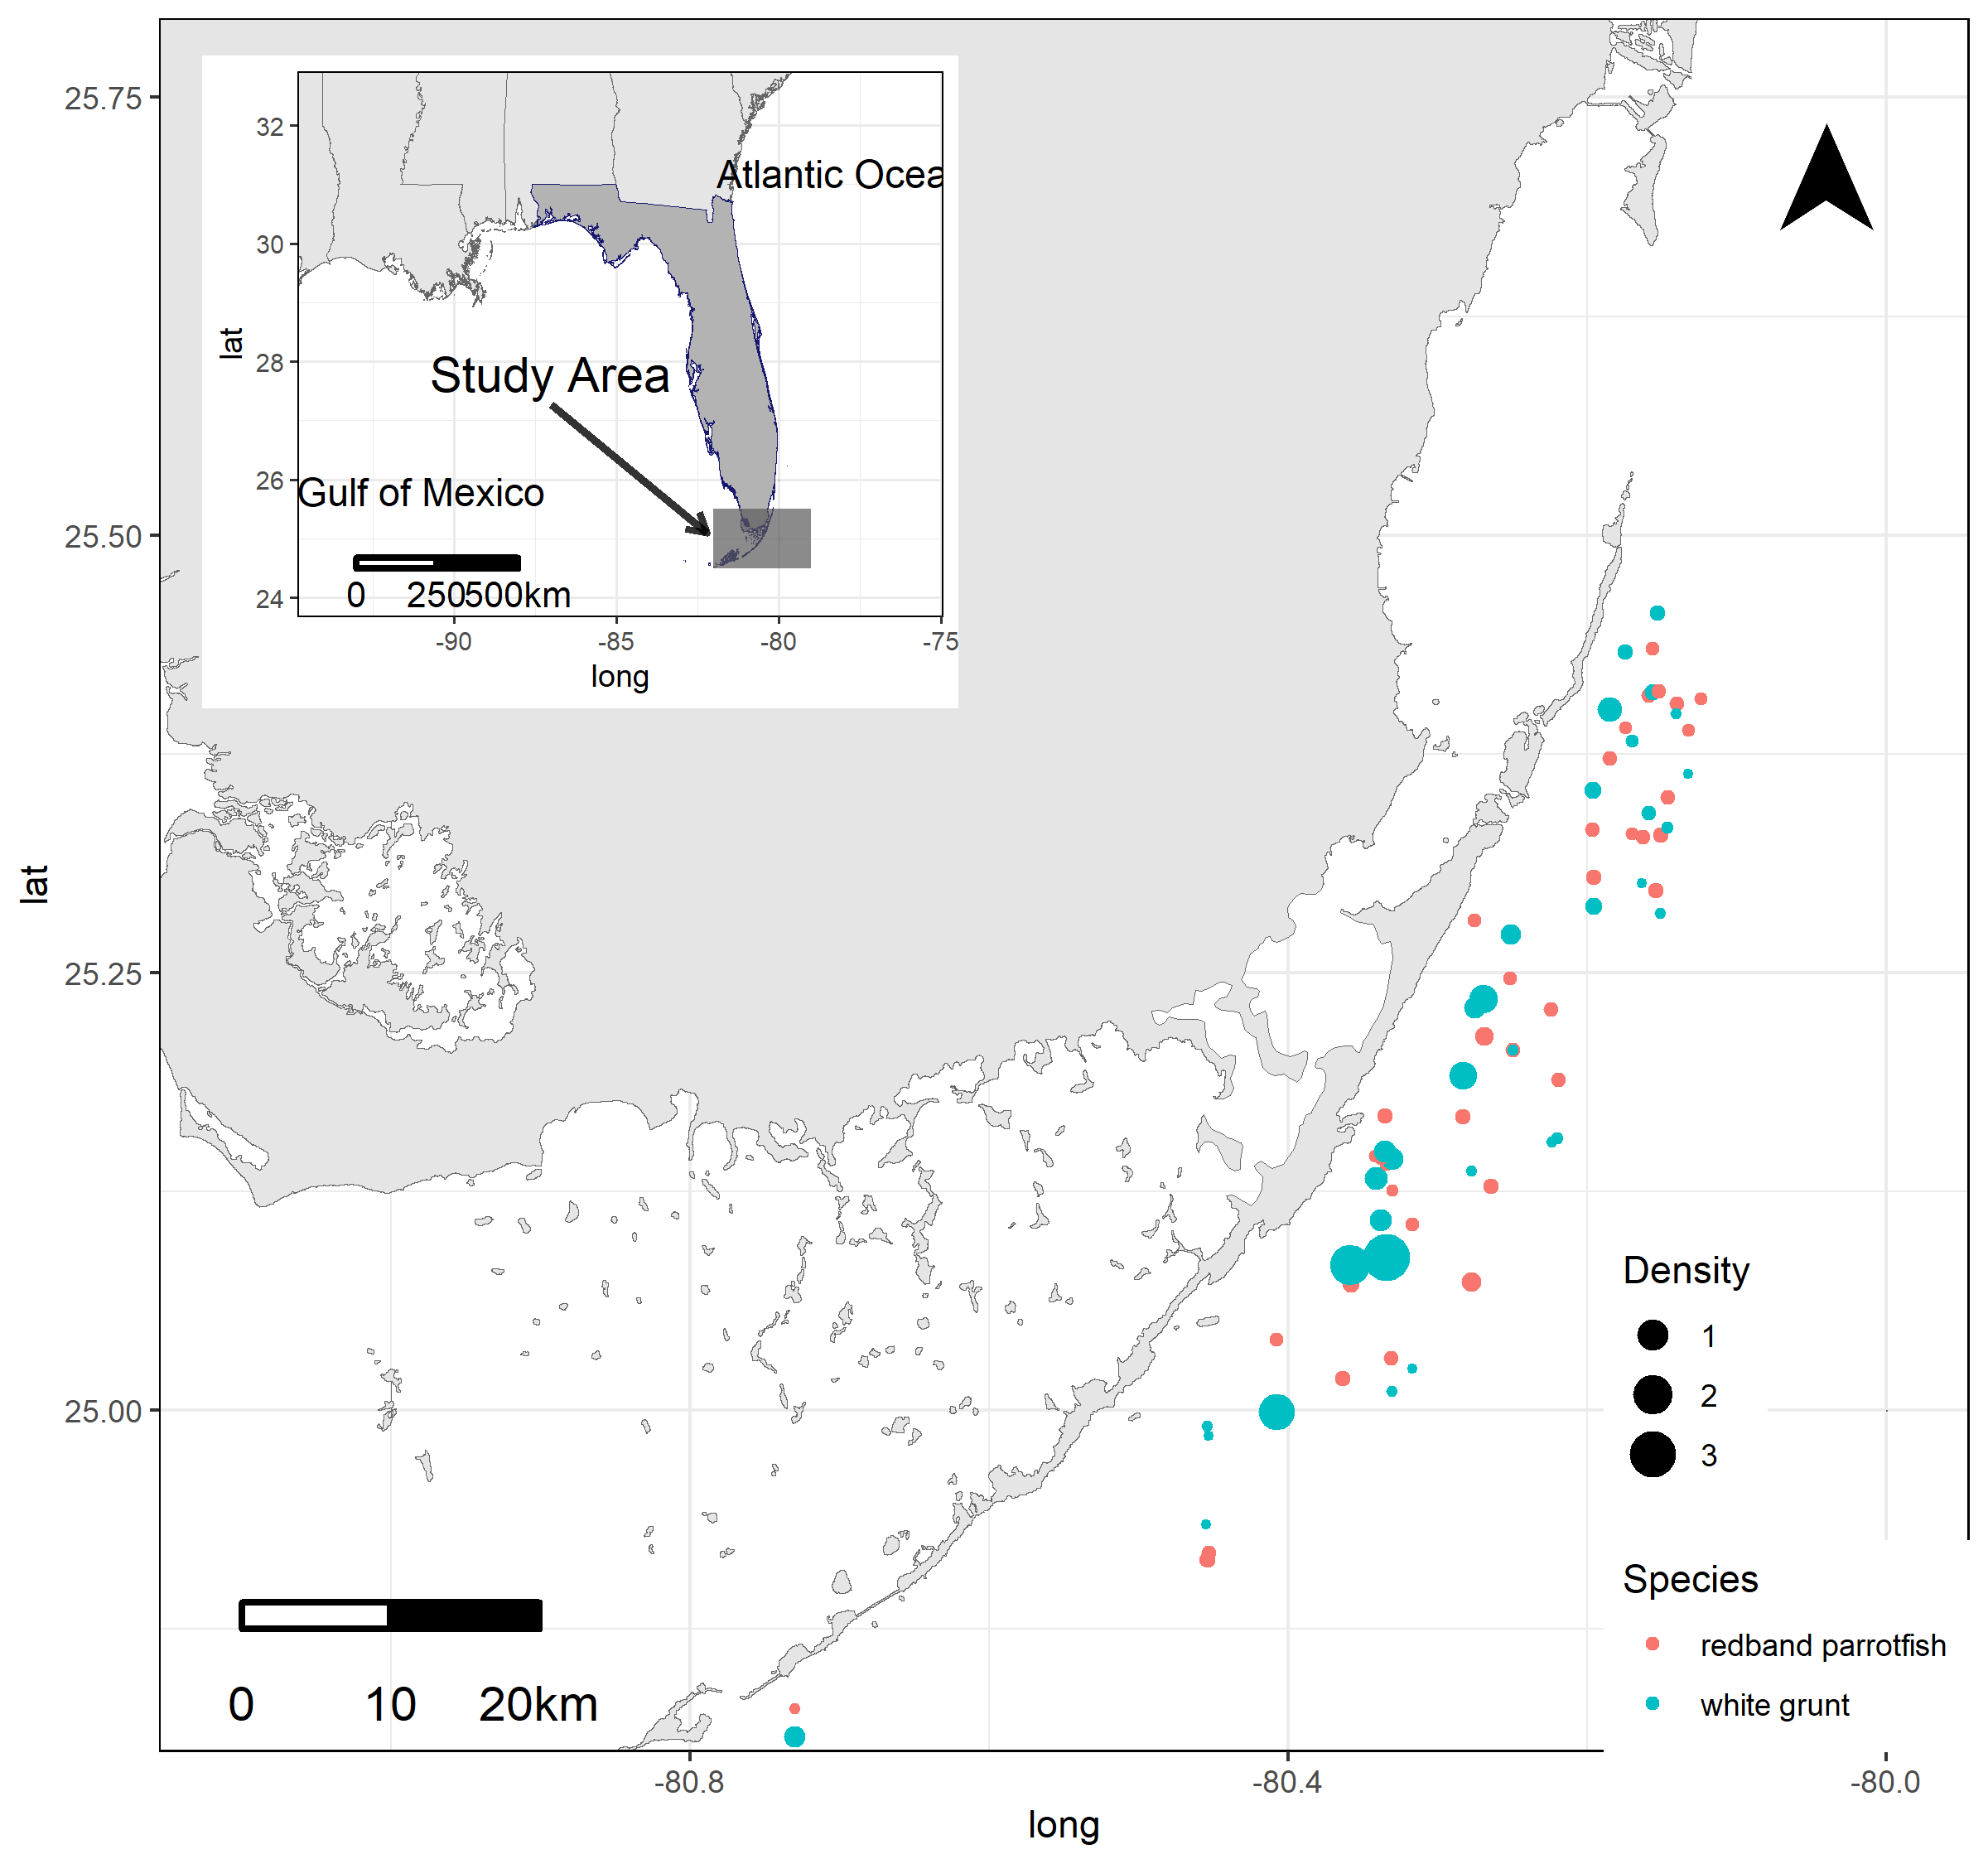 25.75
25.50
25.25
25.00
lat
-80.8
-80.4
-80.0
long
32
30
28
26
24
lat
-90
-85
-80
-75
long
Atlantic Ocea
Study Area
Gulf of Mexico
0 250 500km
0 10 20km
Density
1
2
3
Species
redband parrotfish
white grunt